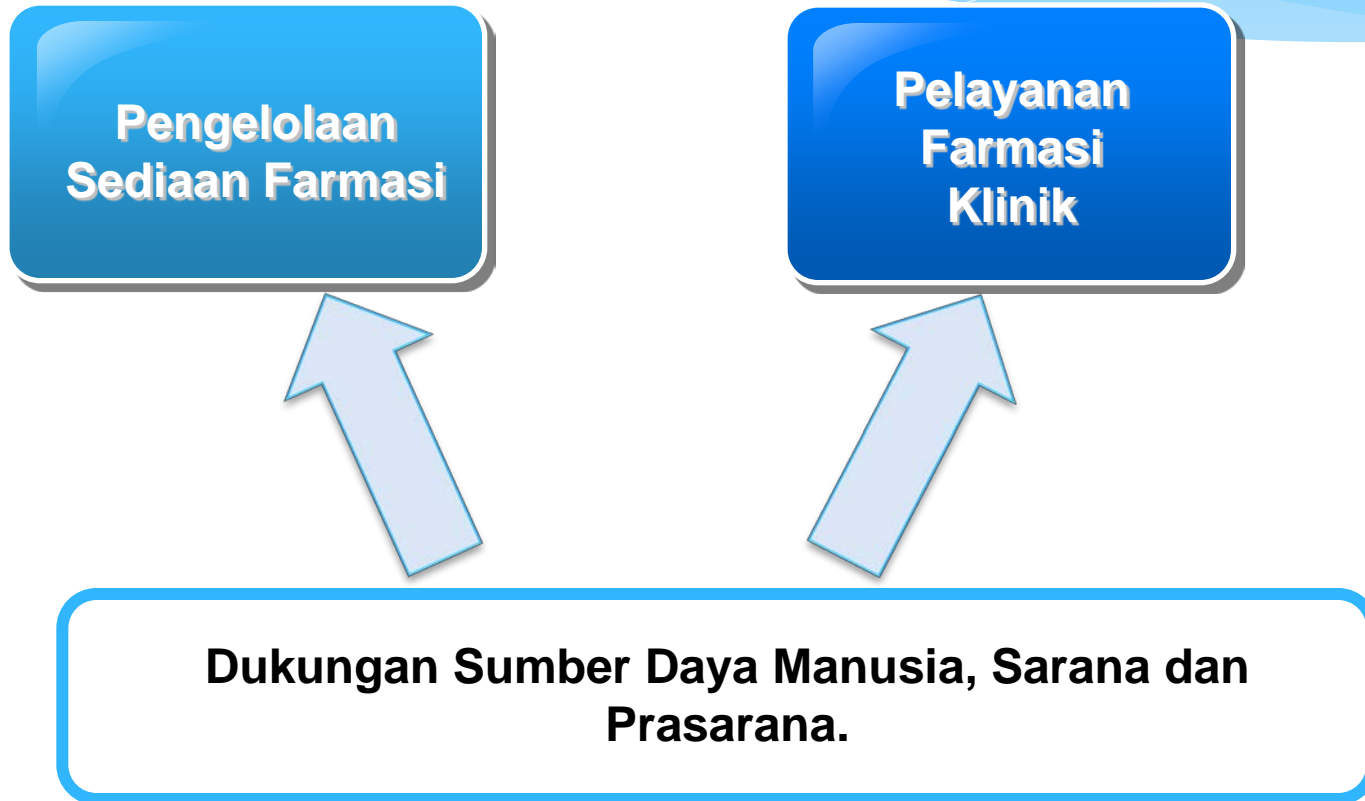 Pengelolaan
Sediaan Farmasi
Pelayanan
Farmasi
Klinik
Dukungan Sumber Daya Manusia, Sarana dan
Prasarana.